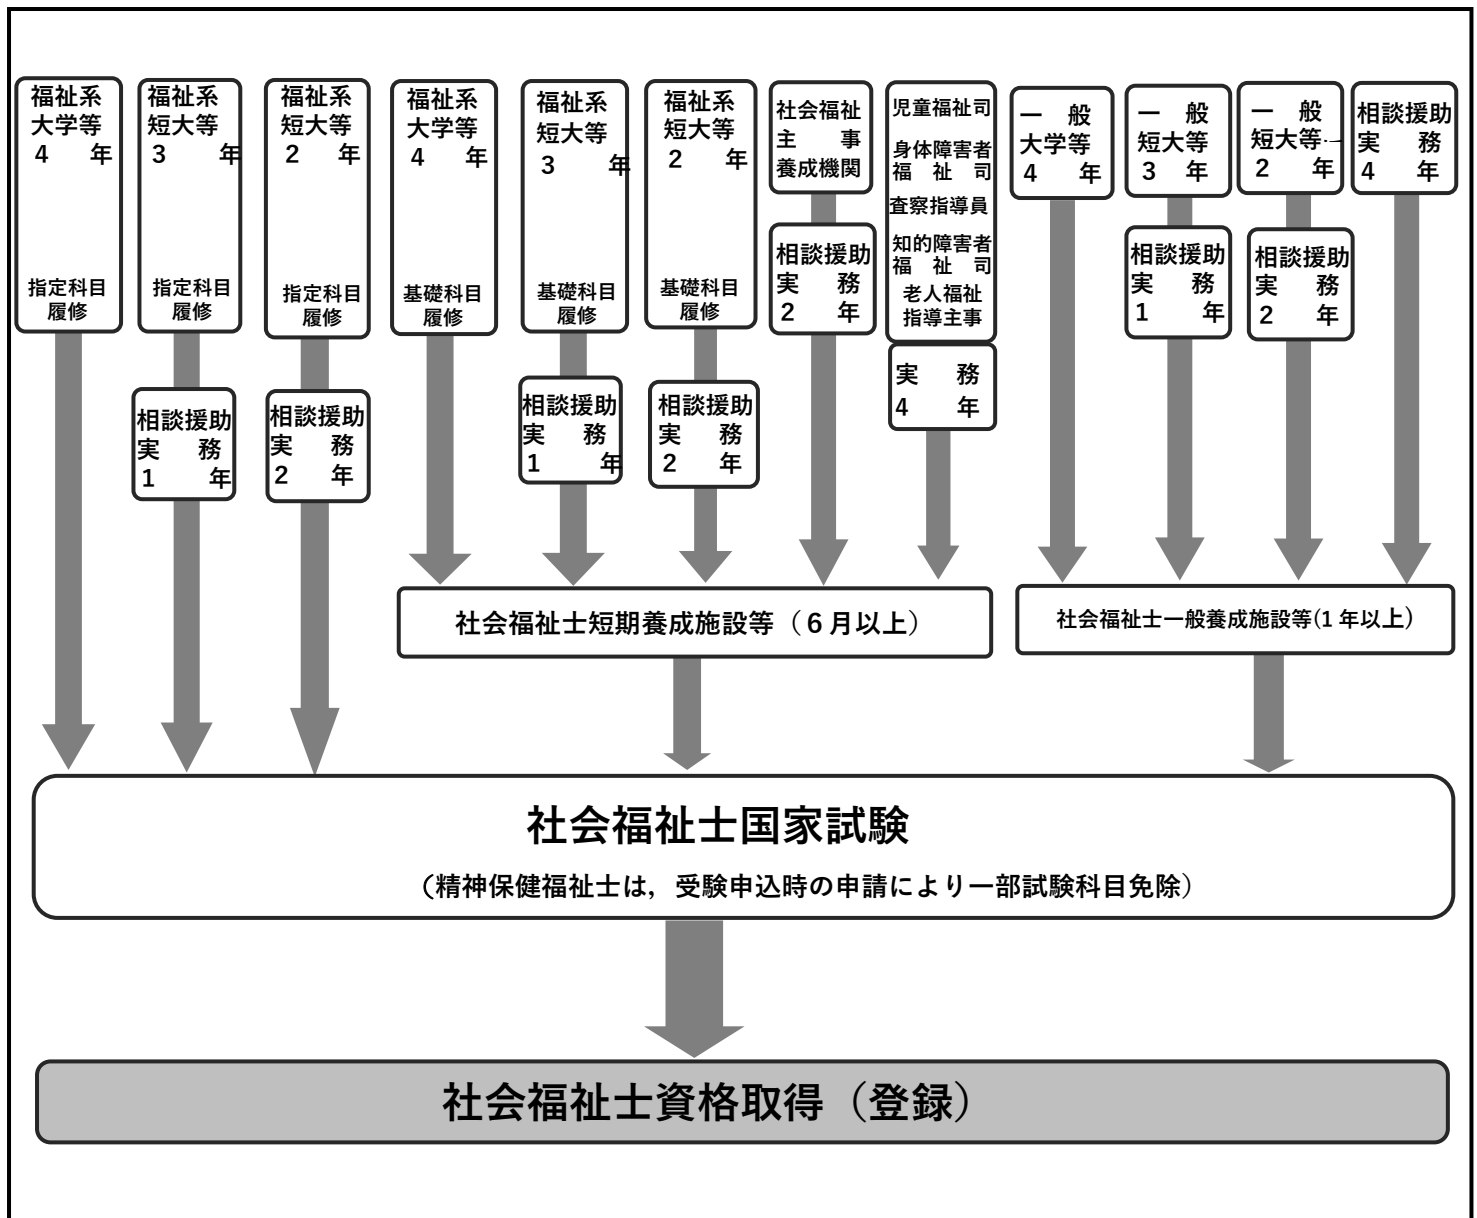 福祉系
大学等
4 年
指定科目
履修
福祉系
短大等
3 年
指定科目
履修
相談援助
実 務
1 年
福祉系
短大等
2 年
指定科目
履修
相談援助
実 務
2 年
福祉系
大学等
4 年
基礎科目
履修
福祉系
短大等
3 年
基礎科目
履修
相談援助
実 務
1 年
福祉系
短大等
2 年
基礎科目
履修
相談援助
実 務
2 年
社会福祉
主 事
養成機関
相談援助
実 務
2 年
児童福祉司
身体障害者
福 祉 司
査察指導員
知的障害者
福 祉 司
老人福祉
指導主事
実 務
4 年
一 般
大学等
4 年
一 般
短大等
3 年
相談援助
実 務
1 年
一 般
短大等
2 年
相談援助
実 務
2 年
相談援助
実 務
4 年
社会福祉士短期養成施設等（6月以上）
社会福祉士一般養成施設等(1年以上)
社会福祉士国家試験
（精神保健福祉士は，受験申込時の申請により一部試験科目免除）
社会福祉士資格取得（登録）